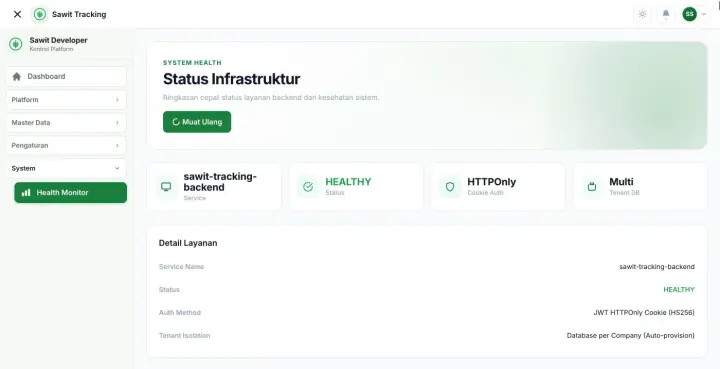 Sawit Tracking
SS
Sawit Developer
Kontrol Platform
Dashboard
Platform
Master Data
Pengaturan
System
Health Monitor
SYSTEM HEALTH
Status Infrastruktur
Ringkasan cepat status layanan backend dan kesehatan sistem.
Muat Ulang
sawit-tracking-
backend
Service
HEALTHY
Status
HTTPOnly
Cookie Auth
Multi
Tenant DB
Detail Layanan
Service Name
sawit-tracking-backend
Status
HEALTHY
Auth Method
JWT HTTPOnly Cookie (HS256)
Tenant Isolation
Database per Company (Auto-provision)